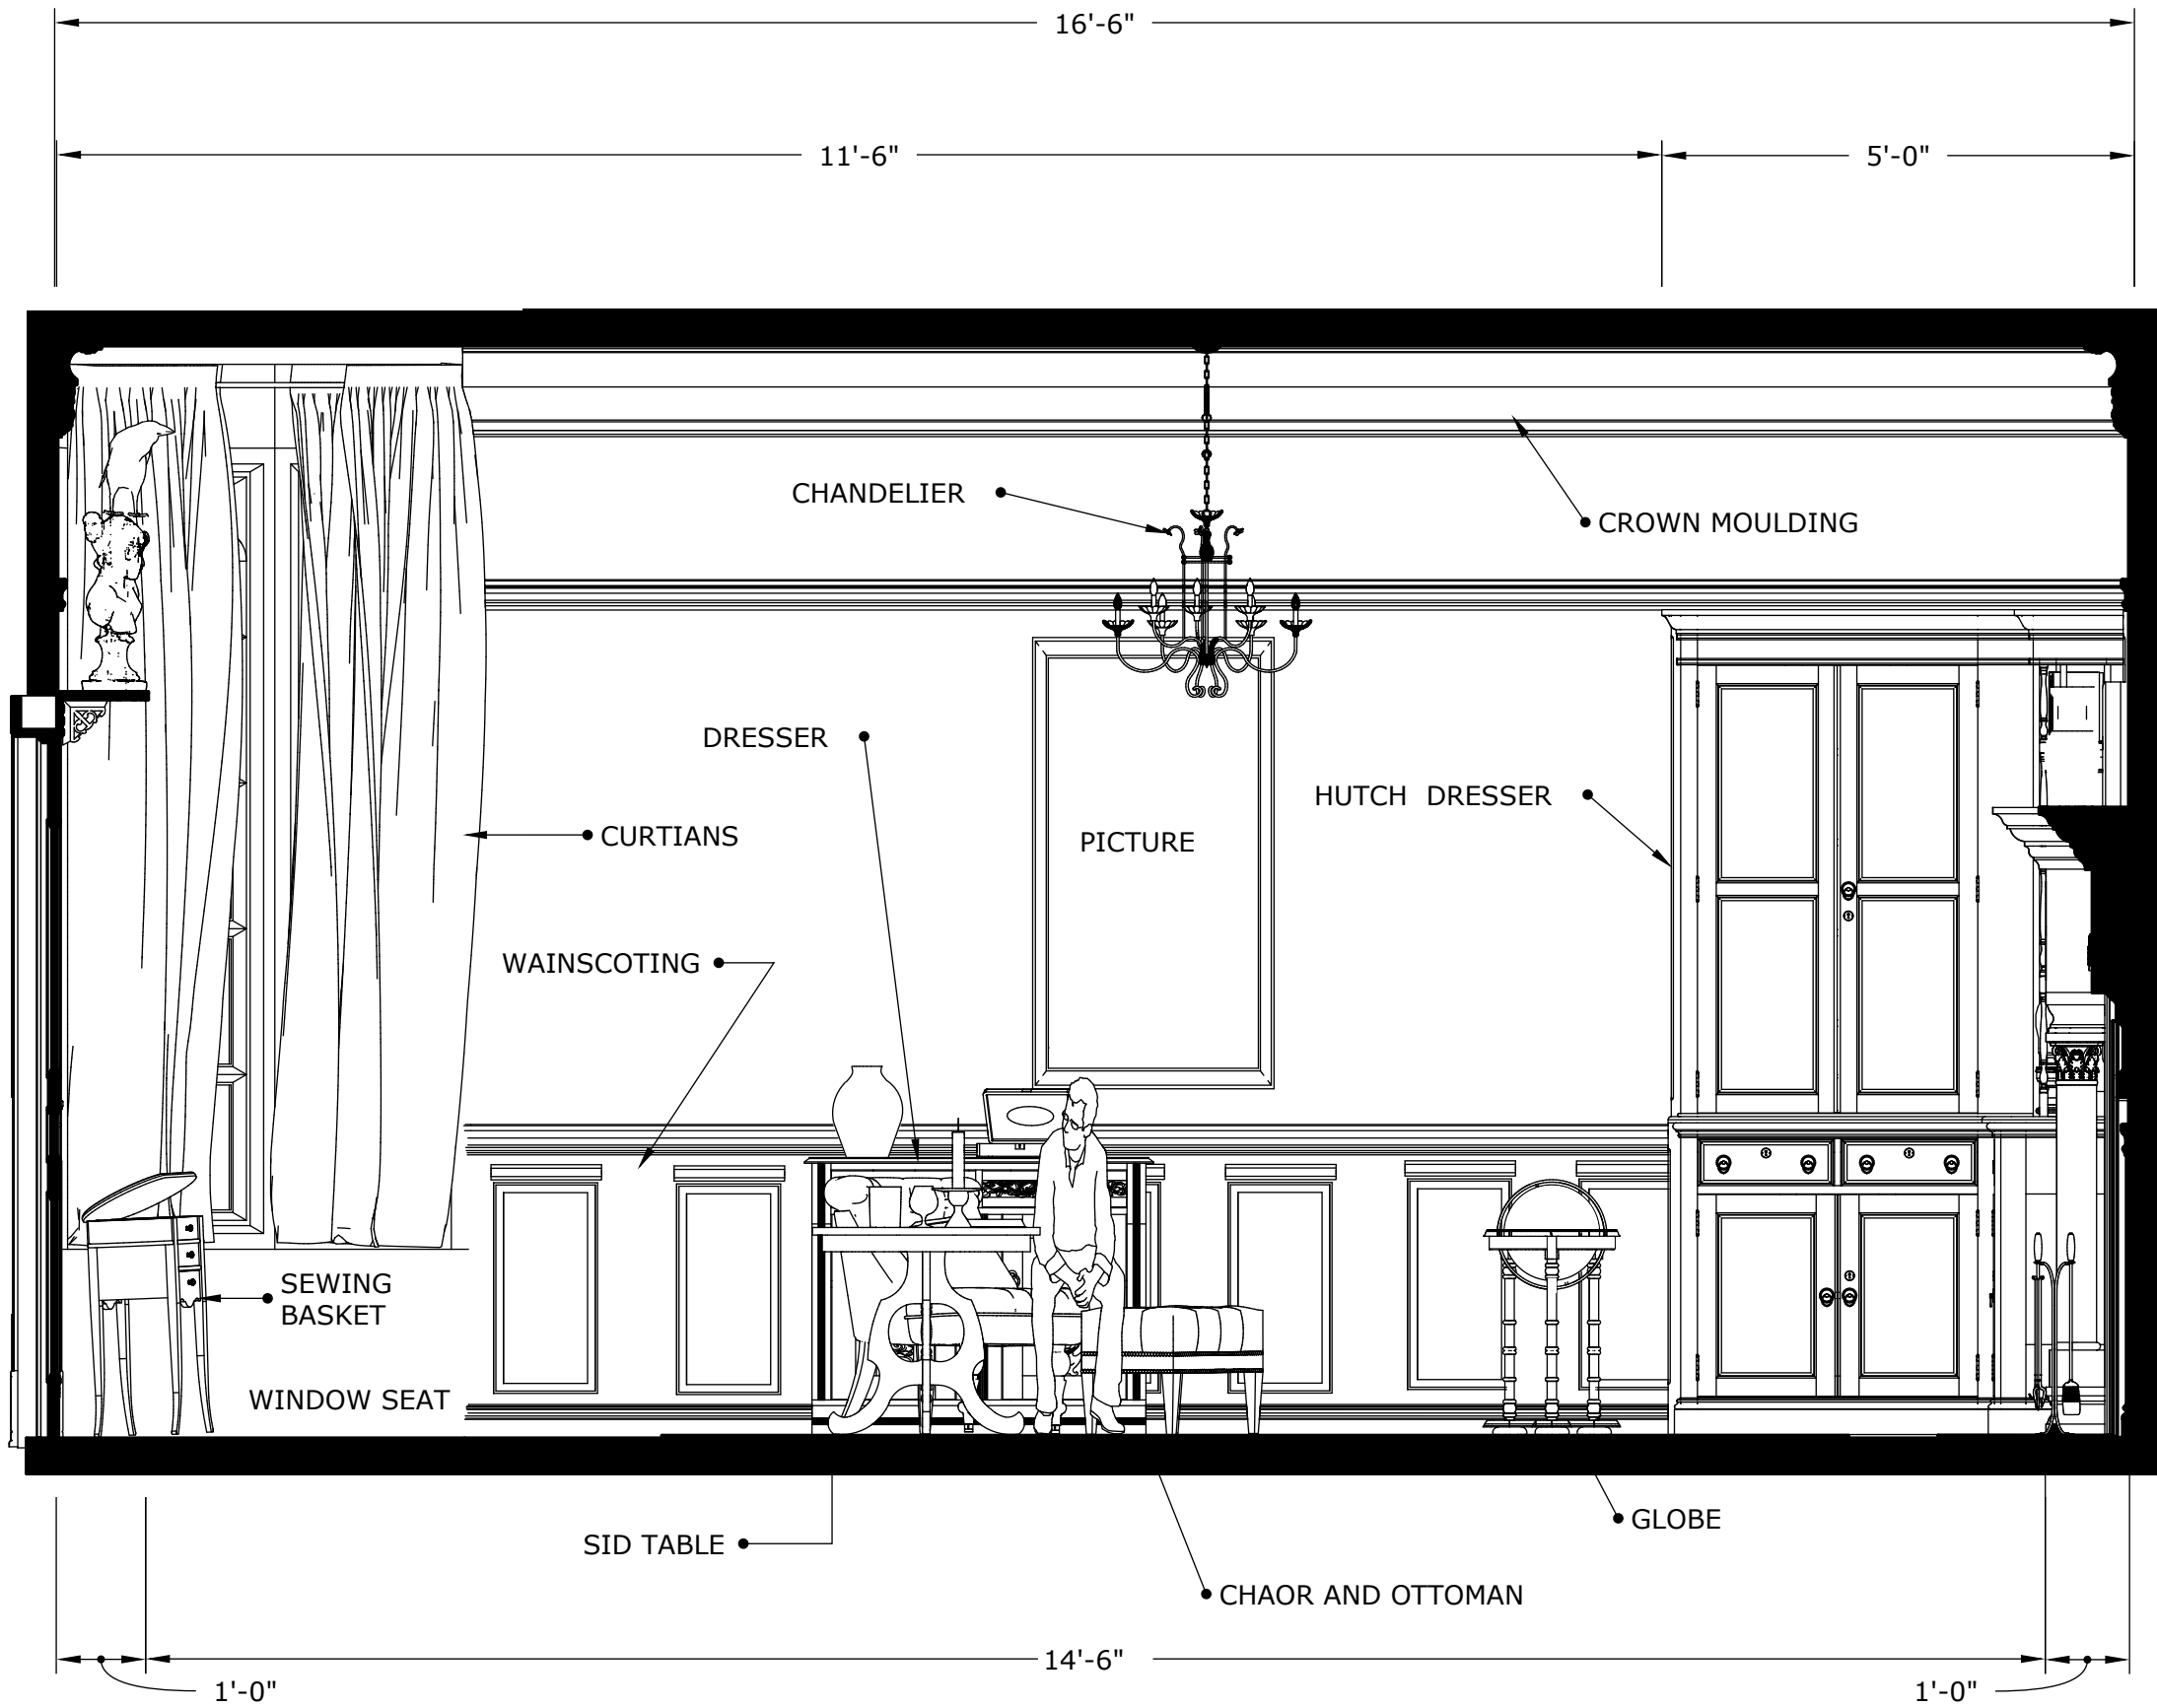 16'-6"
11'-6"
5'-0"
CHANDELIER
CROWN MOULDING
DRESSER
HUTCH DRESSER
CURTIANS
PICTURE
WAINSCOTING
SEWING
BASKET
WINDOW SEAT
GLOBE
SID TABLE
CHAOR AND OTTOMAN
14'-6"
1'-0"
1'-0"